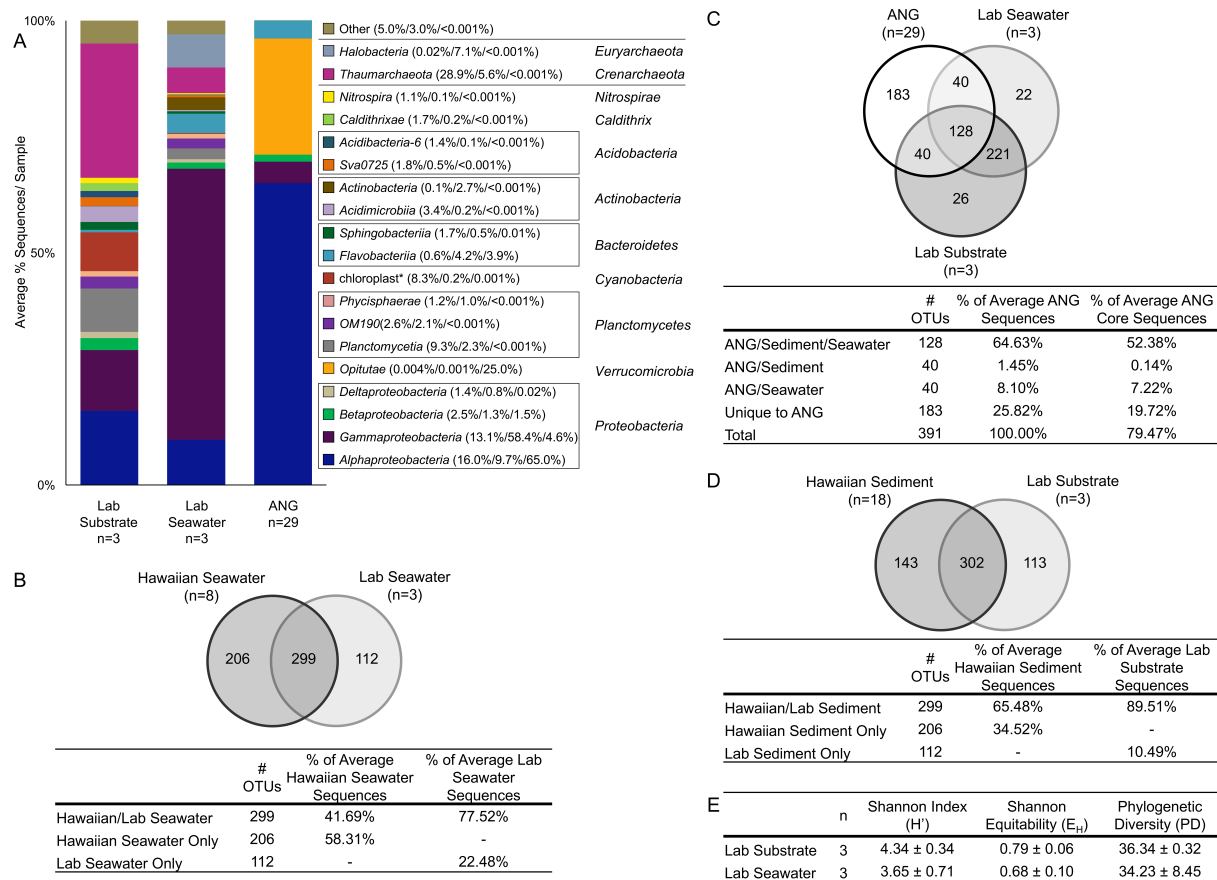 A
100%
50%
0%
Average % Sequences/ Sample
Lab Substrate n=3
Lab Seawater n=3
ANG n=29
Other (5.0%/3.0%/<0.001%)
Halobacteria (0.02%/7.1%/<0.001%) Euryarchaeota
Thaumarchaeota (28.9%/5.6%/<0.001%) Crenarchaeota
Nitrospira (1.1%/0.1%/<0.001%) Nitrospirae
Caldithrixae (1.7%/0.2%/<0.001%) Caldithrix
Acidibacteria-6 (1.4%/0.1%/<0.001%)
Acidobacteria
Sva0725 (1.8%/0.5%/<0.001%)
Actinobacteria (0.1%/2.7%/<0.001%)
Actinobacteria
Acidimicrobiia (3.4%/0.2%/<0.001%)
Sphingobacteriia (1.7%/0.5%/0.01%)
Bacteroidetes
Flavobacteriia (0.6%/4.2%/3.9%)
chloroplast* (8.3%/0.2%/0.001%) Cyanobacteria
Phycisphaerae (1.2%/1.0%/<0.001%)
OM190(2.6%/2.1%/<0.001%) Planctomycetes
Planctomycetia (9.3%/2.3%/<0.001%)
Opitutae (0.004%/0.001%/25.0%) Verrucomicrobia
Deltaproteobacteria (1.4%/0.8%/0.02%)
Betaproteobacteria (2.5%/1.3%/1.5%)
Proteobacteria
Gammaproteobacteria (13.1%/58.4%/4.6%)
Alphaproteobacteria (16.0%/9.7%/65.0%)
B
Hawaiian Seawater (n=8)
Lab Seawater (n=3)
206 299 112
# OTUs % of Average Hawaiian Seawater Sequences % of Average Lab Seawater Sequences
Hawaiian/Lab Seawater 299 41.69% 77.52%
Hawaiian Seawater Only 206 58.31% -
Lab Seawater Only 112 - 22.48%
C
ANG (n=29)
Lab Seawater (n=3)
183 40 22
128
40 221
26
Lab Substrate (n=3)
# OTUs % of Average ANG Sequences % of Average ANG Core Sequences
ANG/Sediment/Seawater 128 64.63% 52.38%
ANG/Sediment 40 1.45% 0.14%
ANG/Seawater 40 8.10% 7.22%
Unique to ANG 183 25.82% 19.72%
Total 391 100.00% 79.47%
D
Hawaiian Sediment (n=18)
Lab Substrate (n=3)
143 302 113
# OTUs % of Average Hawaiian Sediment Sequences % of Average Lab Substrate Sequences
Hawaiian/Lab Sediment 299 65.48% 89.51%
Hawaiian Sediment Only 206 34.52% -
Lab Sediment Only 112 - 10.49%
E
n Shannon Index (H') Shannon Equitability (EH) Phylogenetic Diversity (PD)
Lab Substrate 3 4.34 ± 0.34 0.79 ± 0.06 36.34 ± 0.32
Lab Seawater 3 3.65 ± 0.71 0.68 ± 0.10 34.23 ± 8.45